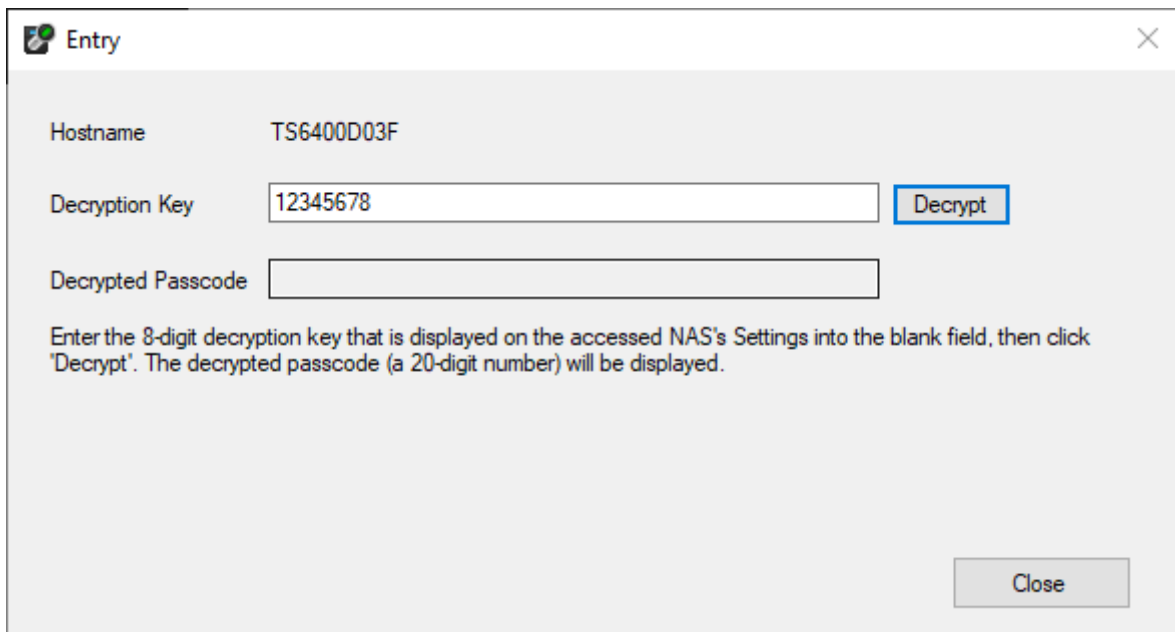 Entry
Hostname TS6400D03F
Decryption Key 12345678 Decrypt
Decrypted Passcode
Enter the 8-digit decryption key that is displayed on the accessed NAS's Settings into the blank field, then click
'Decrypt'. The decrypted passcode (a 20-digit number) will be displayed.
Close